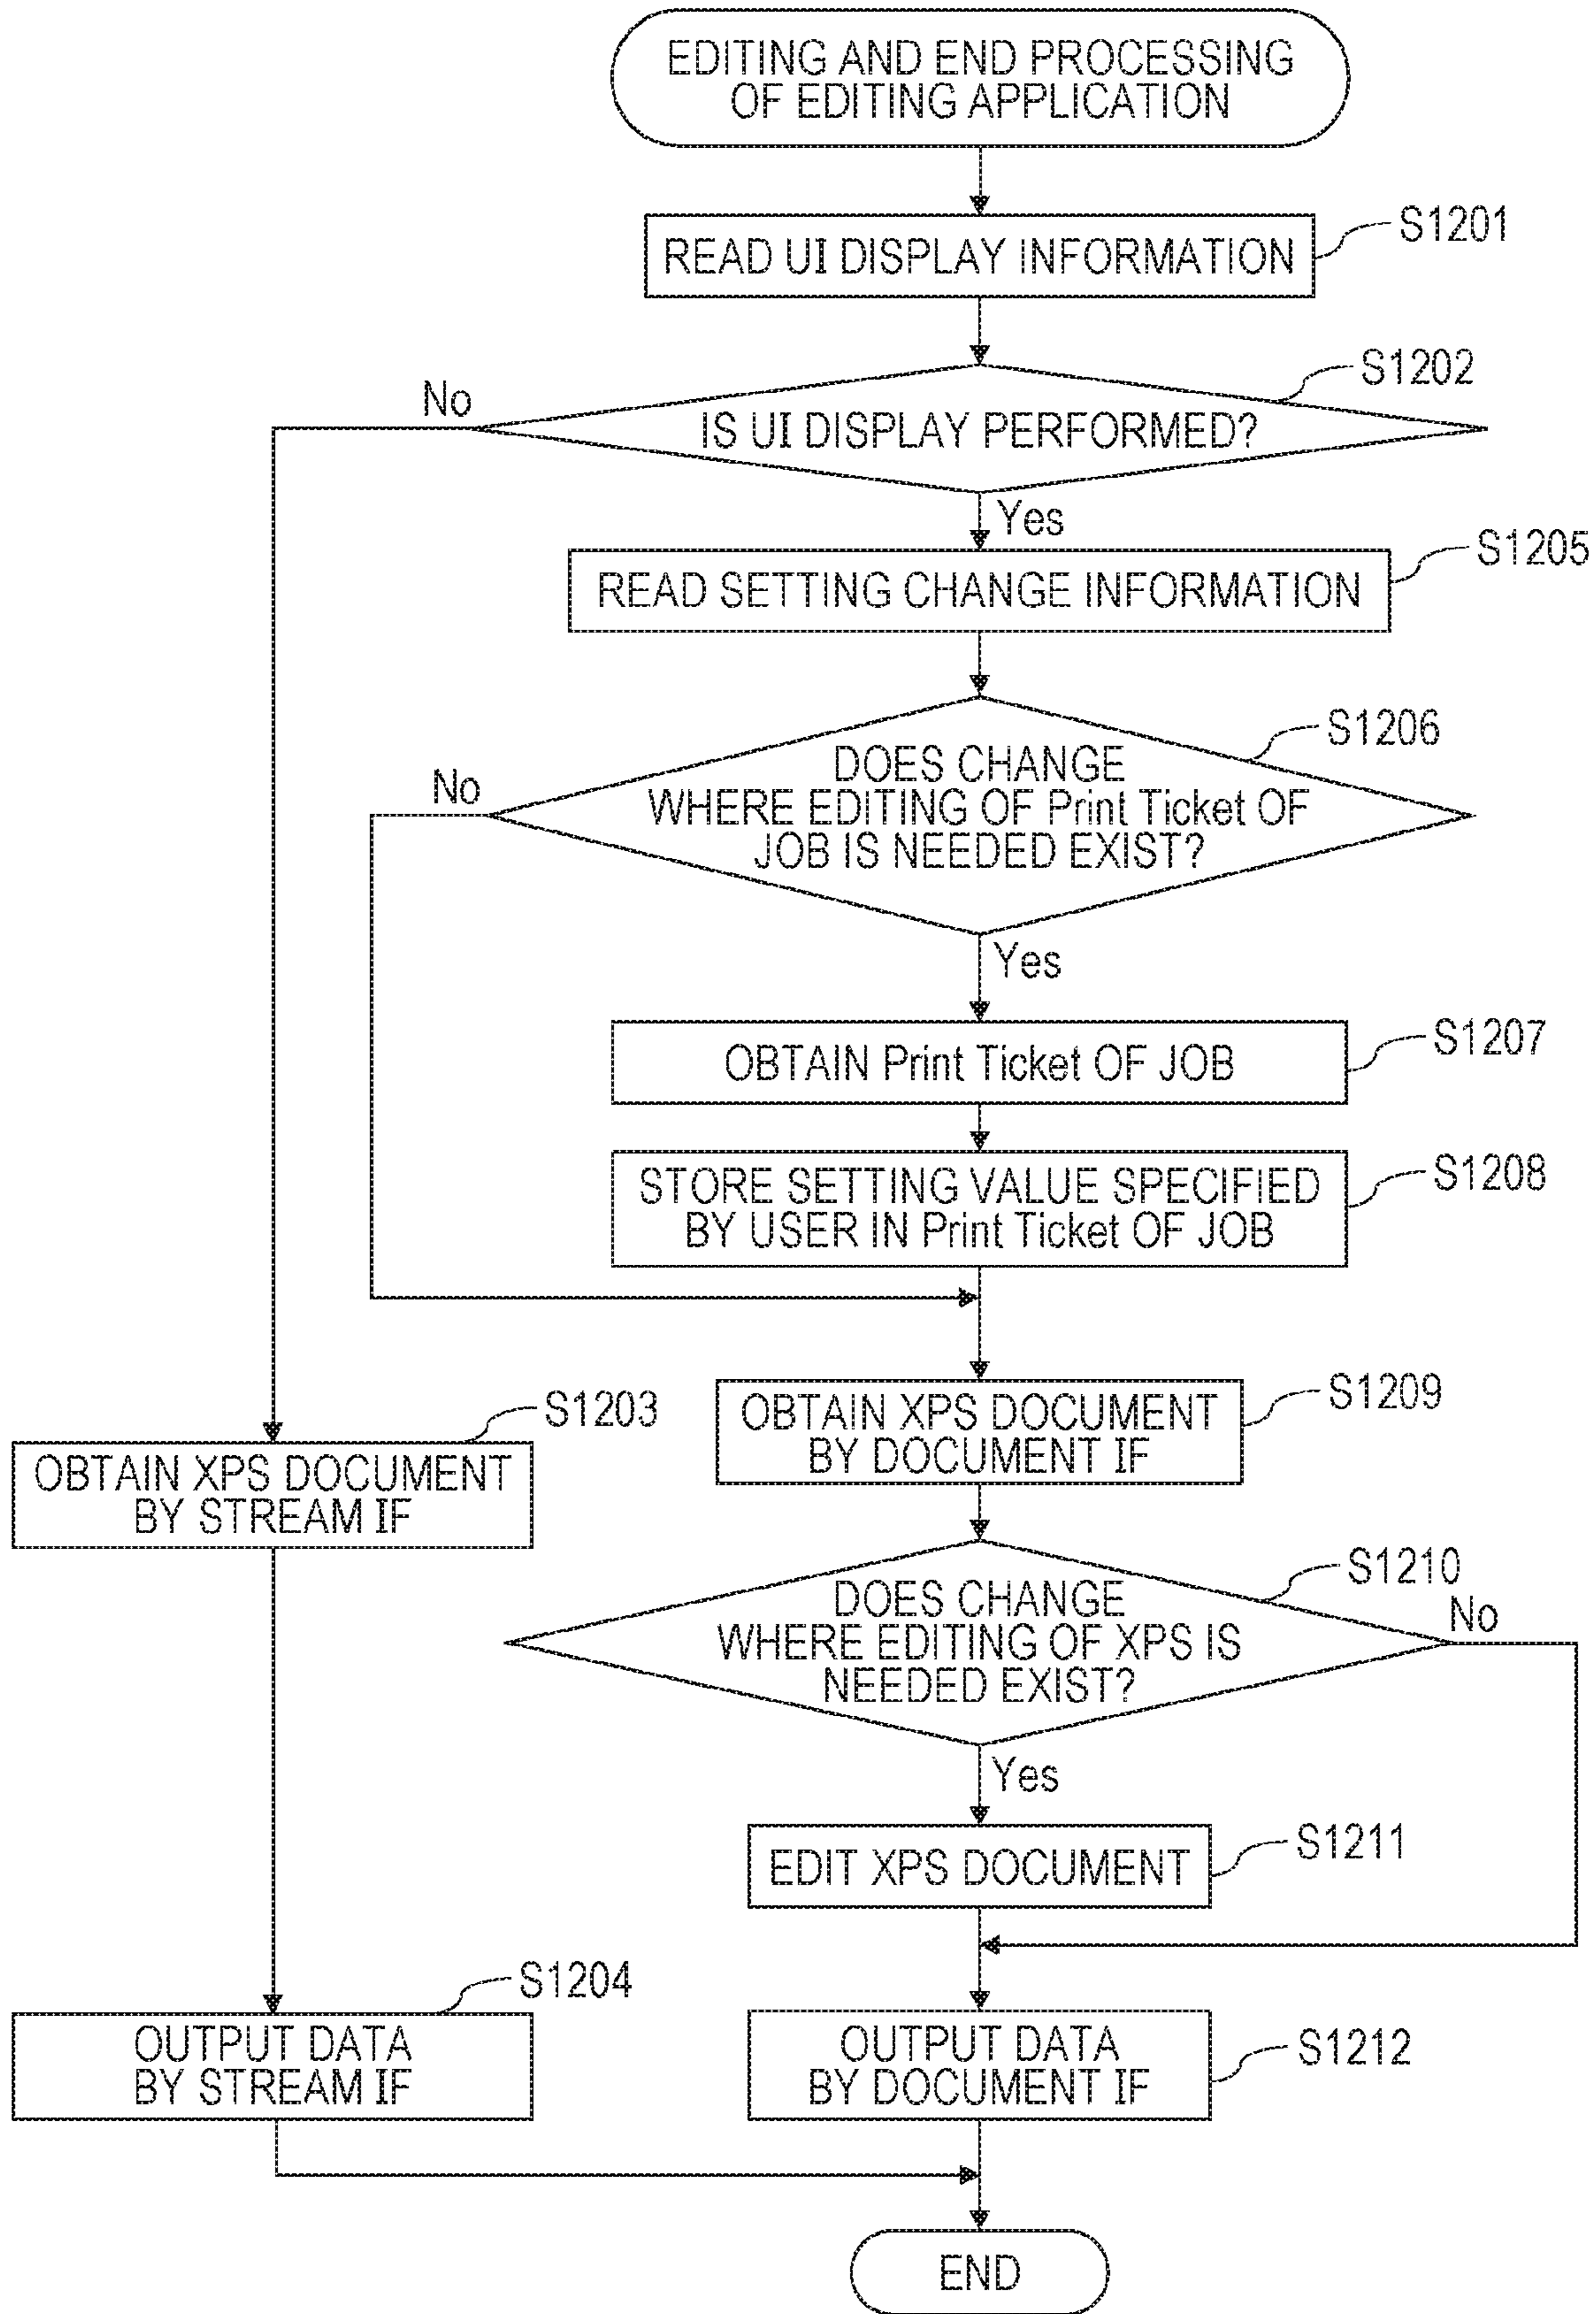 EDITING AND END PROCESSING
OF EDITING APPLICATION
S1201
READ UI DISPLAY INFORMATION
S1202
No
IS UI DISPLAY PERFORMED?
Yes
S1205
READ SETTING CHANGE INFORMATION
S1206
No
DOES CHANGE
WHERE EDITING OF Print Ticket OF
JOB IS NEEDED EXIST?
Yes
S1207
OBTAIN Print Ticket OF JOB
S1208
STORE SETTING VALUE SPECIFIED
BY USER IN Print Ticket OF JOB
S1209
OBTAIN XPS DOCUMENT
BY DOCUMENT IF
S1203
OBTAIN XPS DOCUMENT
BY STREAM IF
S1210
No
DOES CHANGE
WHERE EDITING OF XPS IS
NEEDED EXIST?
Yes
S1211
EDIT XPS DOCUMENT
S1204
OUTPUT DATA
BY STREAM IF
S1212
OUTPUT DATA
BY DOCUMENT IF
END